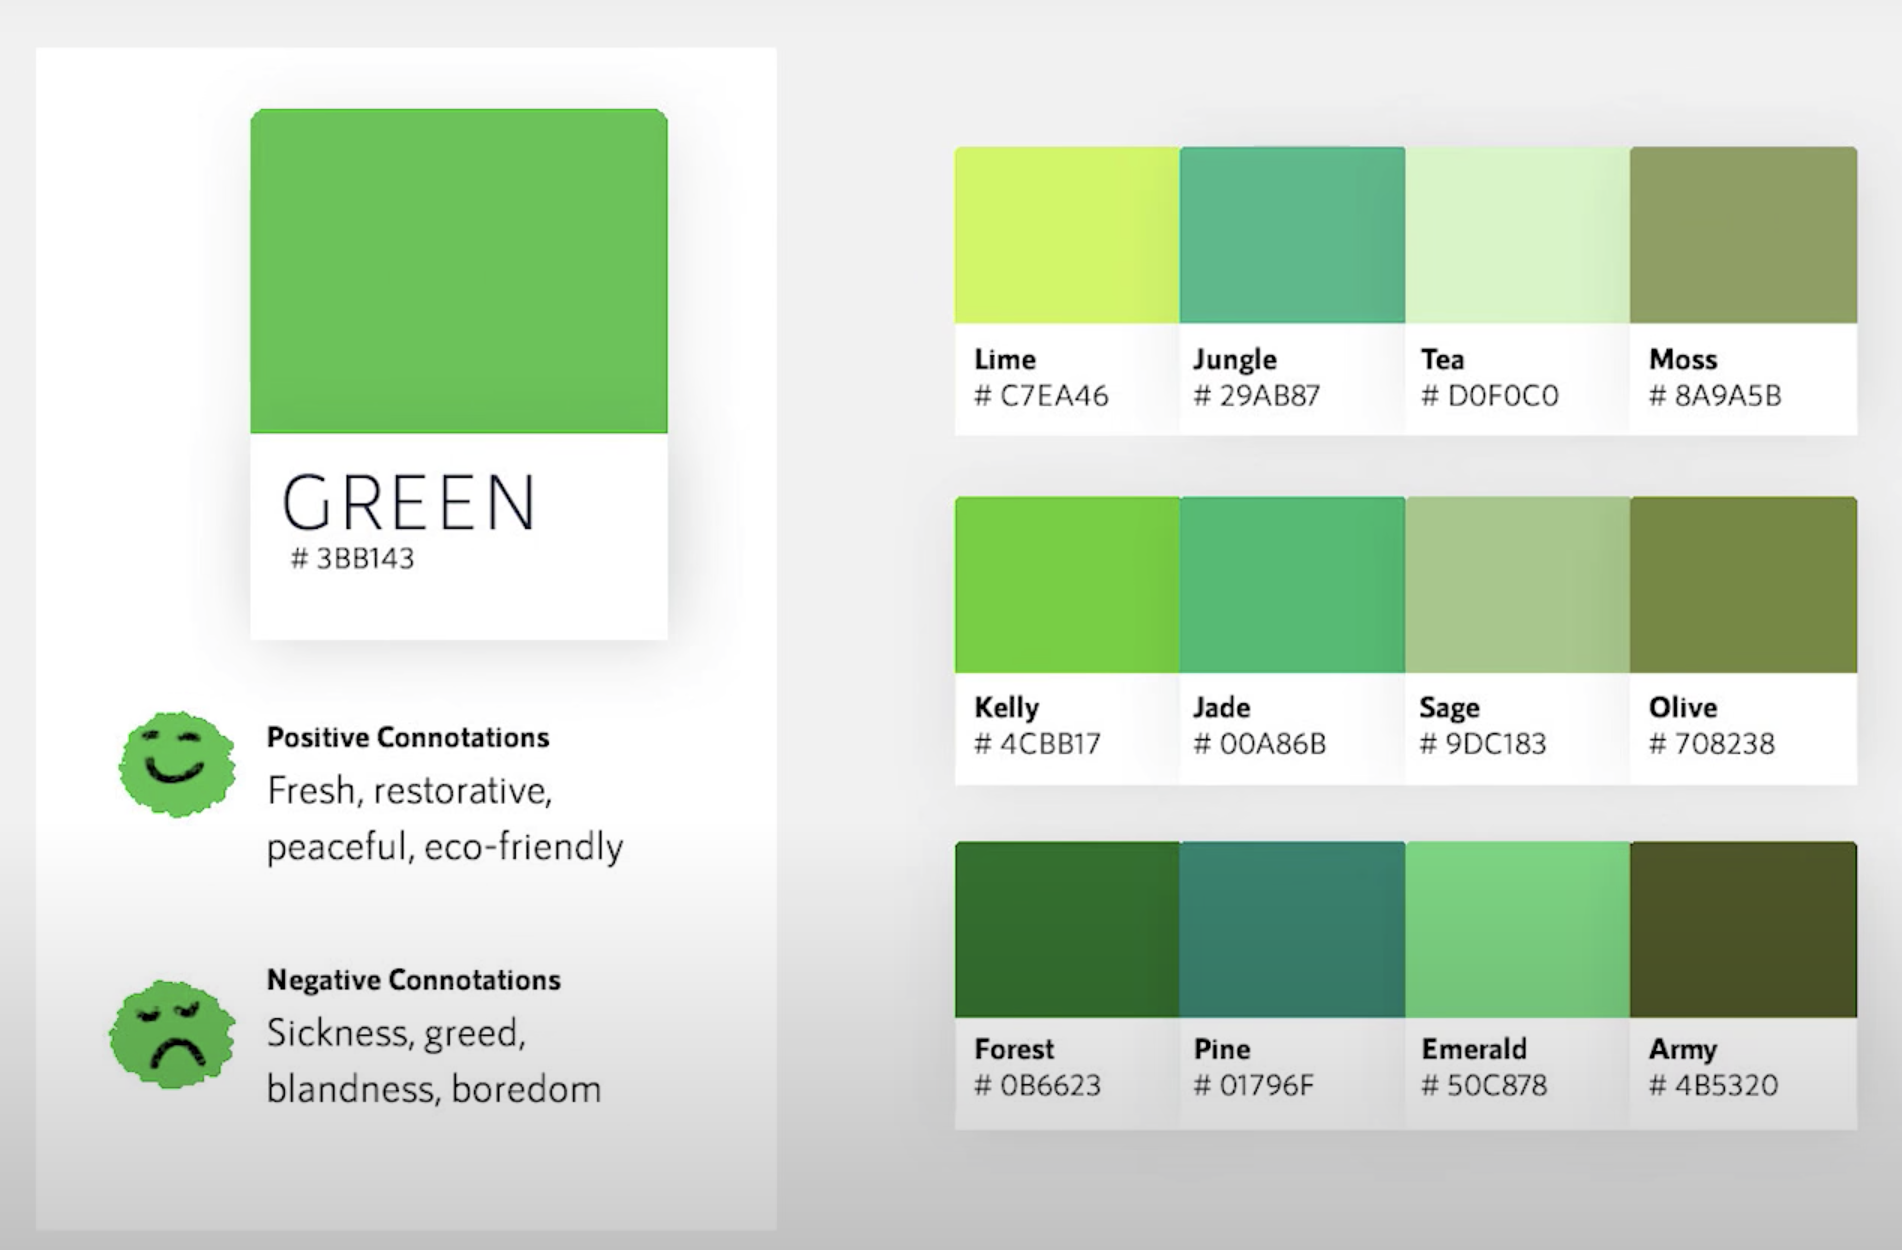 GREEN
# 3BB143
Positive Connotations
Fresh, restorative,
peaceful, eco-friendly
Negative Connotations
Sickness, greed,
blandness, boredom
Lime
# C7EA46
Jungle
# 29AB87
Tea
# D0F0C0
Moss
# 8A9A5B
Kelly
# 4CBB17
Jade
# 00A86B
Sage
# 9DC183
Olive
# 708238
Forest
# 0B6623
Pine
# 01796F
Emerald
# 50C878
Army
# 4B5320